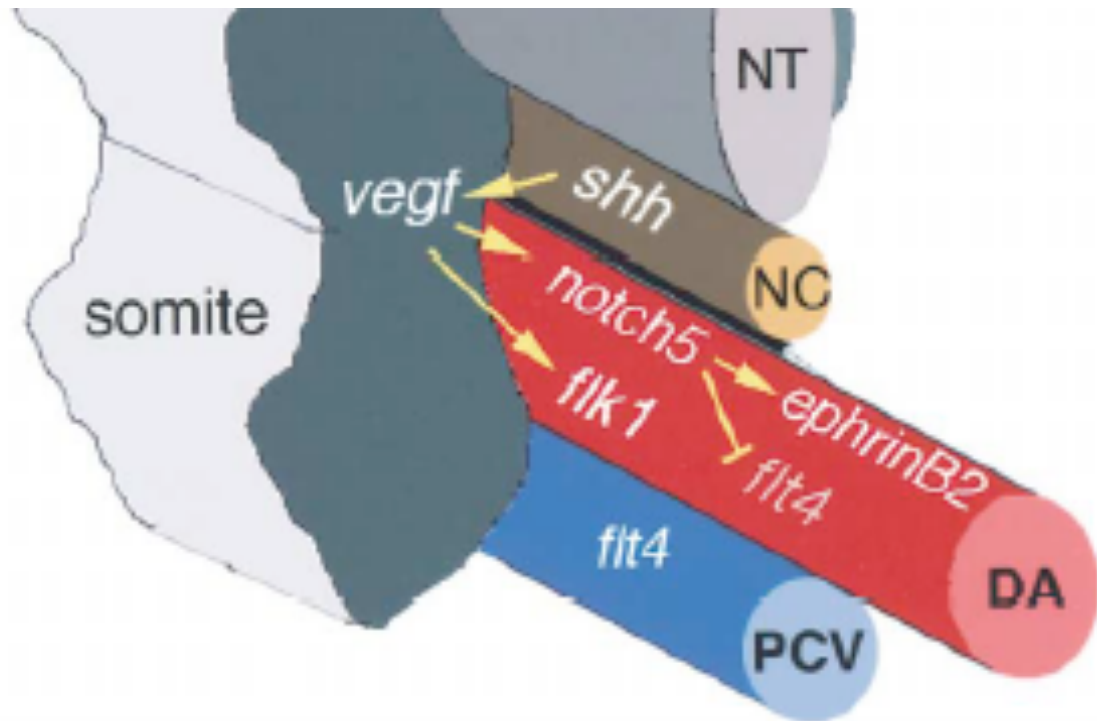 NT
vegf
shh
NC
somite
notch5
flk1
ephrinB2
flt4
flt4
DA
PCV